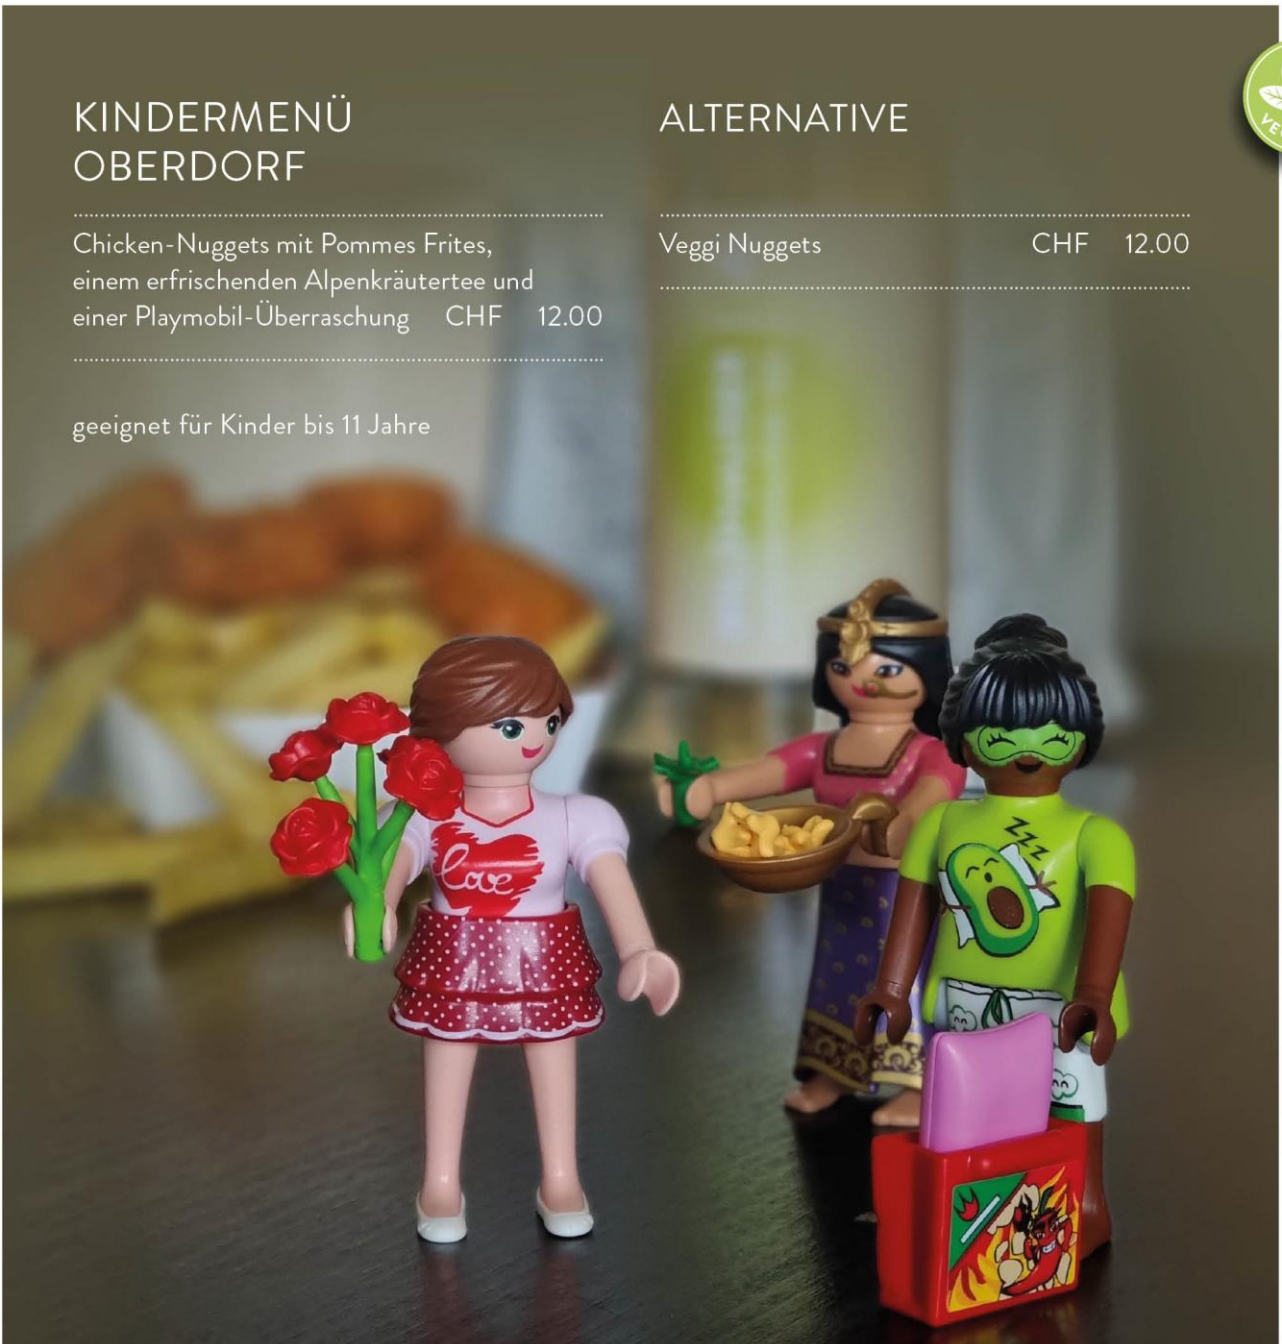 KINDERMENÜ
OBERDORF
Chicken-Nuggets mit Pommes Frites,
einem erfrischenden Alpenkräutertee und
einer Playmobil-Überraschung CHF 12.00
geeignet für Kinder bis 11 Jahre
ALTERNATIVE
Veggi Nuggets CHF 12.00
love
ZZZ